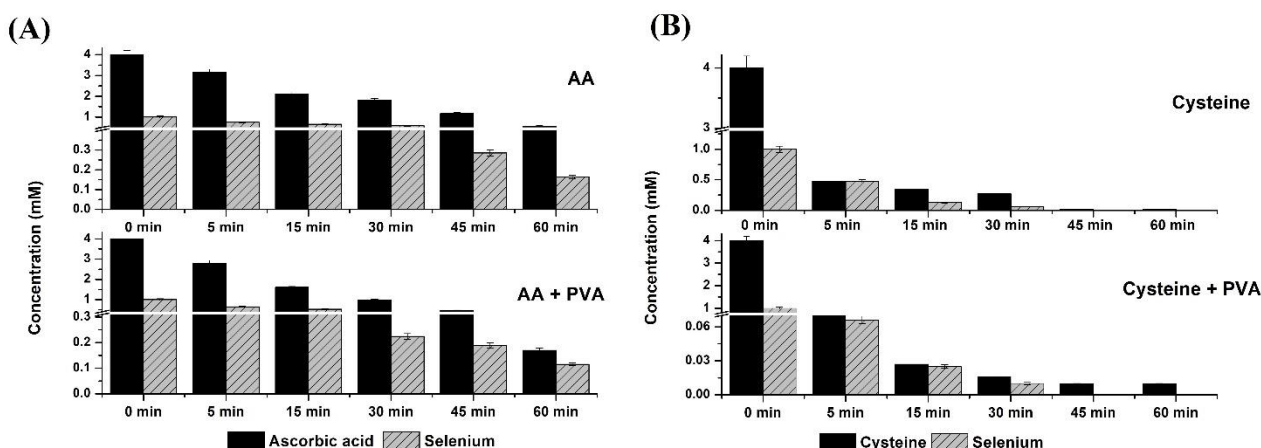 (A)
AA
4
3
2
1
0.3
0.2
0.1
0.0
0 min 5 min 15 min 30 min 45 min 60 min
AA + PVA
4
3
2
1
0.3
0.2
0.1
0.0
0 min 5 min 15 min 30 min 45 min 60 min
Concentration (mM)
Ascorbic acid Selenium
(B)
Cysteine
4
3
1.0
0.5
0.0
0 min 5 min 15 min 30 min 45 min 60 min
Cysteine + PVA
4
3
2
1
0.06
0.03
0.00
0 min 5 min 15 min 30 min 45 min 60 min
Concentration (mM)
Cysteine Selenium